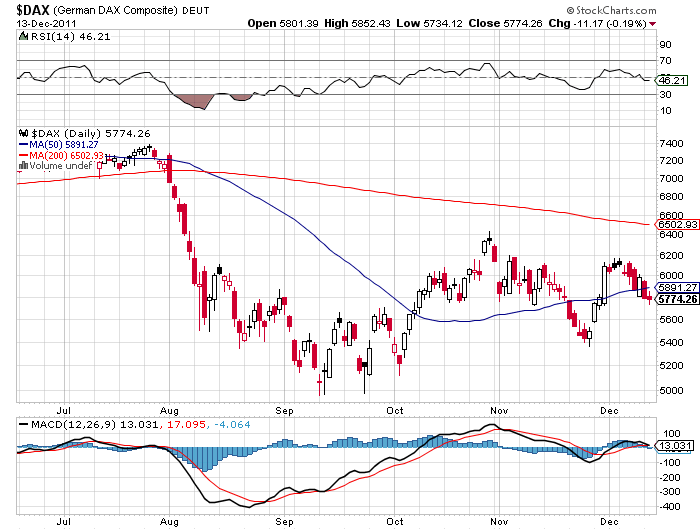 $DAX (German DAX Composite) DEUT
© StockCharts.com
13-Dec-2011
Open 5801.39 High 5852.43 Low 5734.12 Close 5774.26 Chg -11.17 (-0.19%)
RSI(14) 46.21
90
70
50
46.21
30
10
$DAX (Daily) 5774.26
MA(50) 5891.27
MA(200) 6502.93
Volume undef
7400
7200
7000
6800
6600
6502.93
6400
6200
6000
5891.27
5774.26
5600
5400
5200
5000
Jul Aug Sep Oct Nov Dec
MACD(12,26,9) 13.031, 17.095, -4.064
100
13.031
-100
-200
-300
-400
Jul Aug Sep Oct Nov Dec